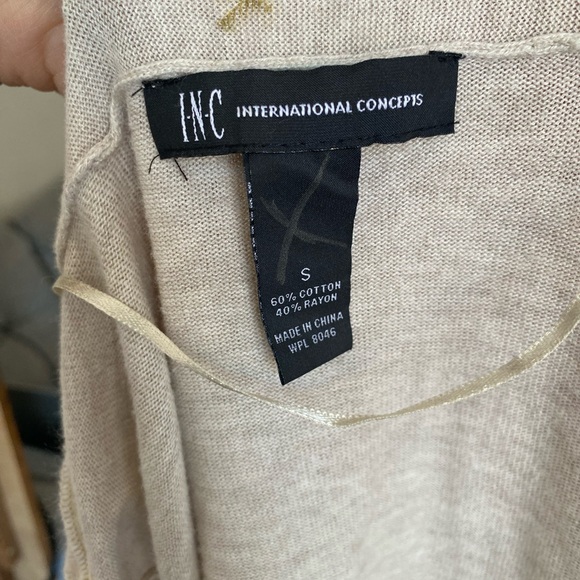 I·N·C INTERNATIONAL CONCEPTS
S
60% COTTON
40% RAYON
MADE IN CHINA
WPL 8046